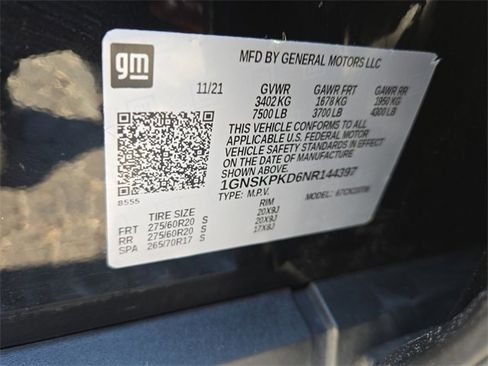 gm
MFD BY GENERAL MOTORS LLC
11/21 GVWR GAWR FRT GAWR RR
3402 KG 1678 KG 1950 KG
7500 LB 3700 LB 4300 LB
THIS VEHICLE CONFORMS TO ALL
APPLICABLE U.S. FEDERAL MOTOR
VEHICLE SAFETY STANDARDS IN EFFECT
ON THE DATE OF MANUFACTURE
SHOWN ABOVE.
1GNSKPKD6NR144397
8555 TYPE: M.P.V. MODEL:
TIRE SIZE RIM
FRT 275/60R20 S 20X9J
RR 275/60R20 S 20X9J
SPA 265/70R17 S 17X8J